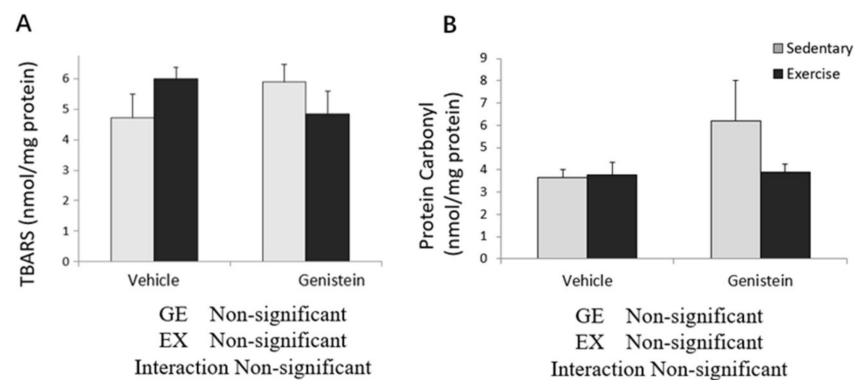 A
TBARS (nmol/mg protein)
6
5
4
3
2
1
0
Vehicle Genistein
GE Non-significant
EX Non-significant
Interaction Non-significant
B
Sedentary
Exercise
Protein Carbonyl
(nmol/mg protein)
9
8
7
6
5
4
3
2
1
0
Vehicle Genistein
GE Non-significant
EX Non-significant
Interaction Non-significant